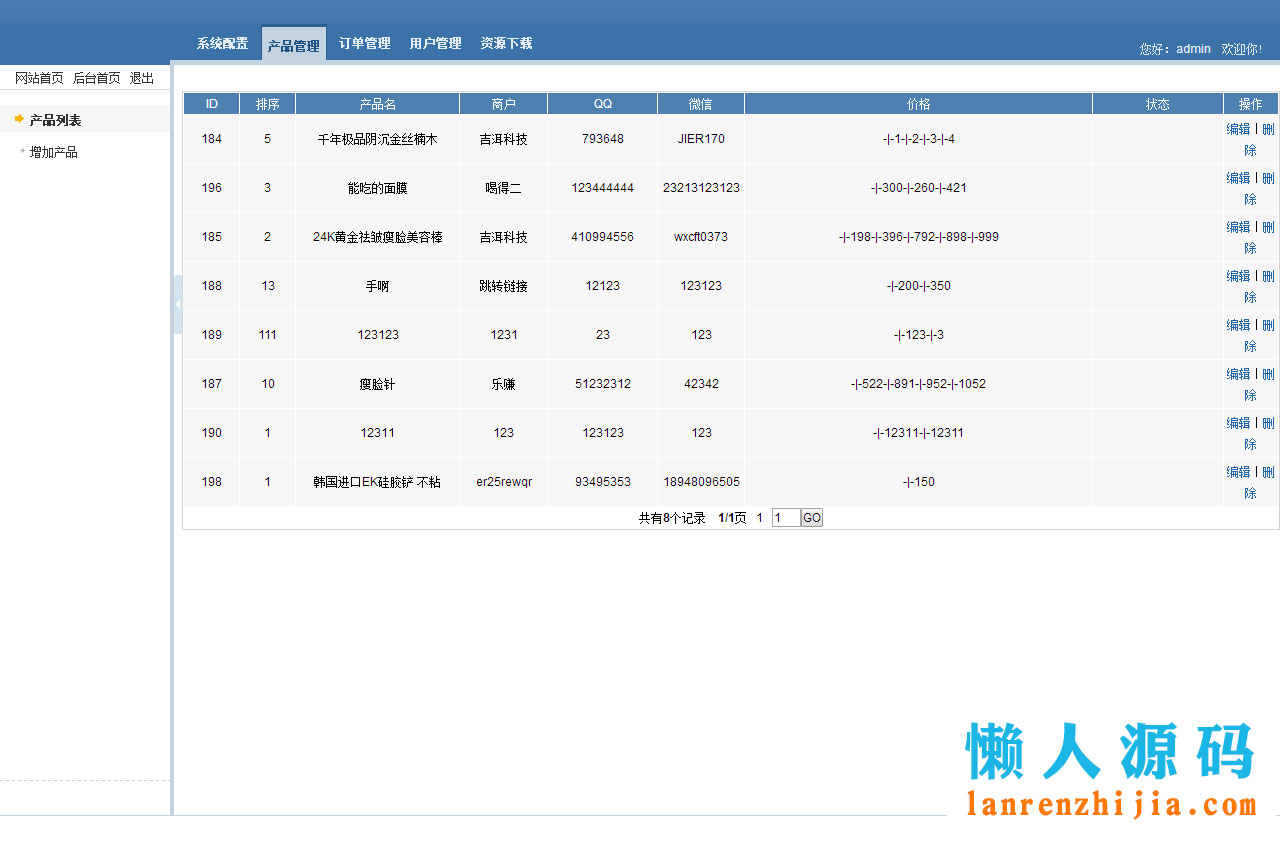 系统配置 产品管理 订单管理 用户管理 资源下载
您好：admin 欢迎你!
网站首页 后台首页 退出
产品列表
增加产品
ID 排序 产品名 商户 QQ 微信 价格 状态 操作
184 5 千年极品阴沉金丝楠木 吉洱科技 793648 JIER170 -|-1-|-2-|-3-|-4 编辑 | 删除
196 3 能吃的面膜 喝得二 123444444 23213123123 -|-300-|-260-|-421 编辑 | 删除
185 2 24K黄金祛皱瘦脸美容棒 吉洱科技 410994556 wxcft0373 -|-198-|-396-|-792-|-898-|-999 编辑 | 删除
188 13 手啊 跳转链接 12123 123123 -|-200-|-350 编辑 | 删除
189 111 123123 1231 23 123 -|-123-|-3 编辑 | 删除
187 10 瘦脸针 乐赚 51232312 42342 -|-522-|-891-|-952-|-1052 编辑 | 删除
190 1 12311 123 123123 123 -|-12311-|-12311 编辑 | 删除
198 1 韩国进口EK硅胶铲 不粘 er25rewqr 93495353 18948096505 -|-150 编辑 | 删除
共有8个记录 1/1页 1 1 GO
懒人源码
lanrenzhijia.com